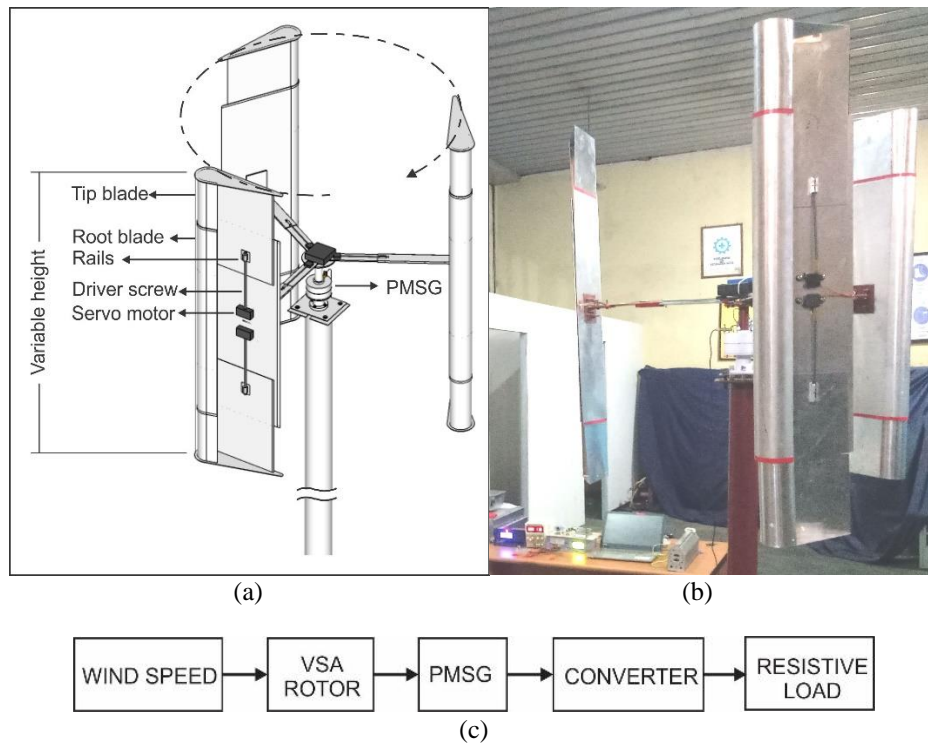 (a)
Tip blade
Root blade
Rails
Driver screw
Servo motor
Variable height
PMSG
(b)
WIND SPEED
VSA
ROTOR
PMSG
CONVERTER
RESISTIVE
LOAD
(c)